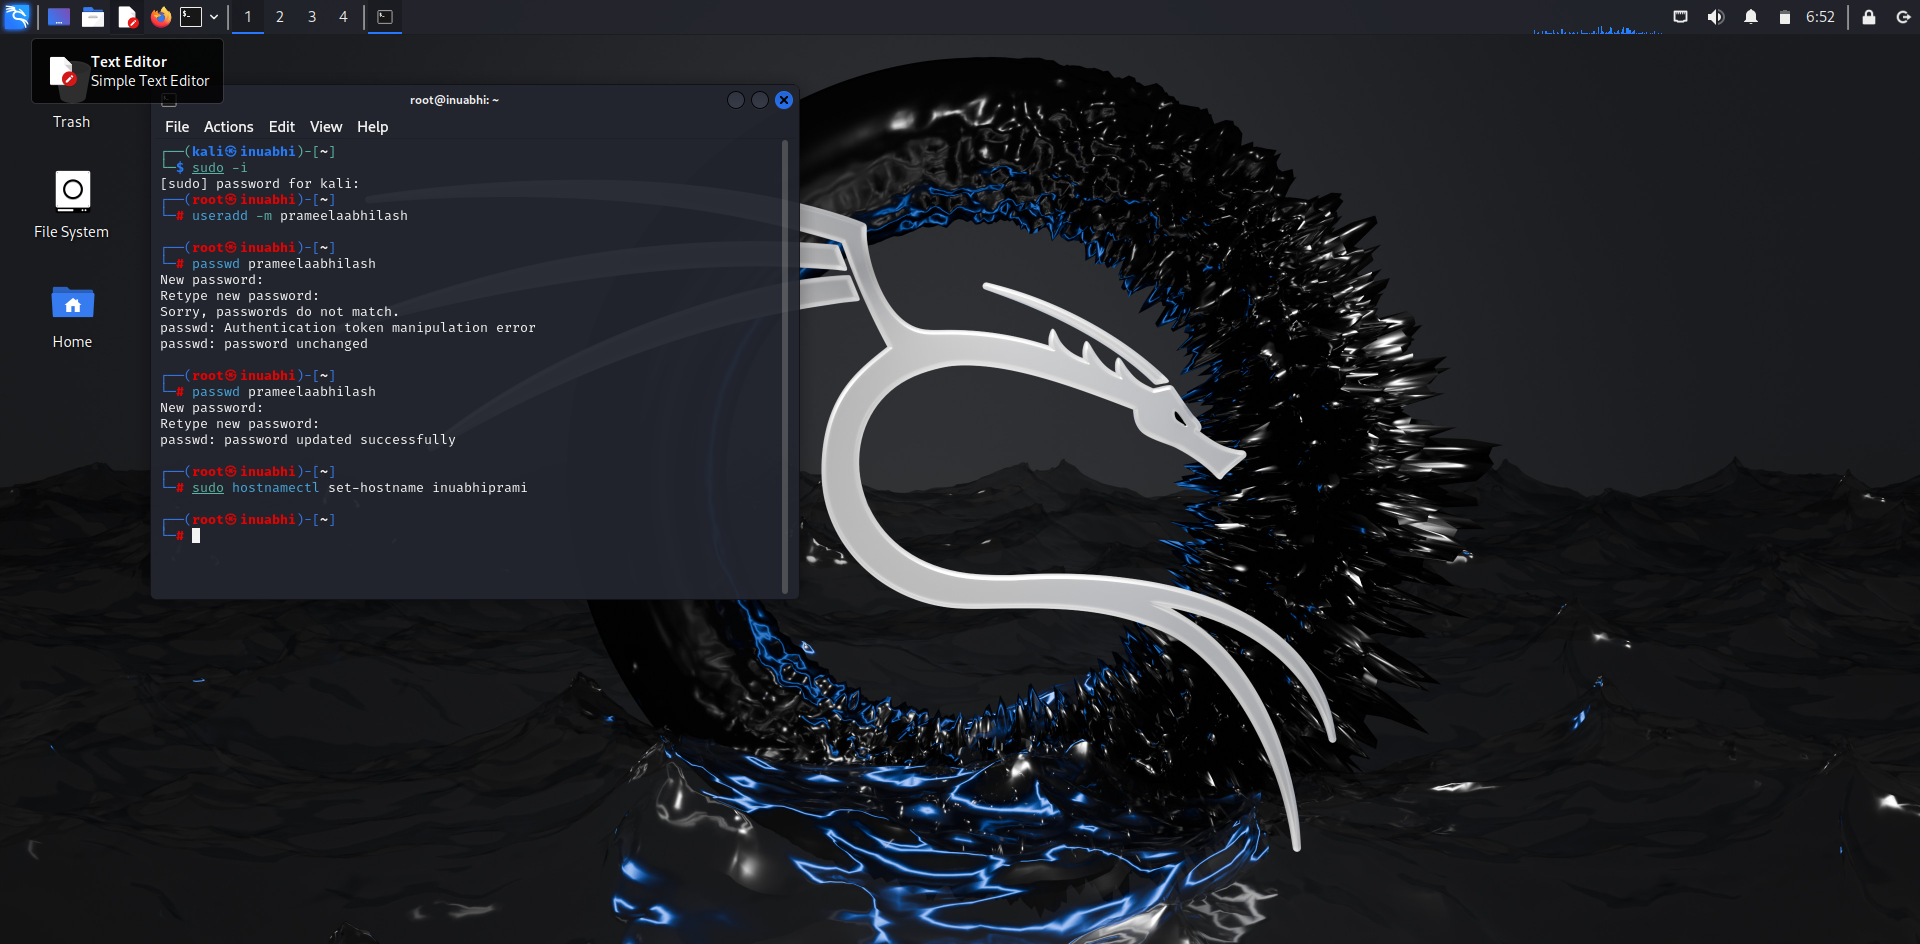 1 2 3 4
6:52
Text Editor
Simple Text Editor
Trash
File System
Home
root@inuabhi: ~
File Actions Edit View Help
┌──(kali㉿inuabhi)-[~]
└─$ sudo -i
[sudo] password for kali:
┌──(root㉿inuabhi)-[~]
└─# useradd -m prameelaabhilash
┌──(root㉿inuabhi)-[~]
└─# passwd prameelaabhilash
New password:
Retype new password:
Sorry, passwords do not match.
passwd: Authentication token manipulation error
passwd: password unchanged
┌──(root㉿inuabhi)-[~]
└─# passwd prameelaabhilash
New password:
Retype new password:
passwd: password updated successfully
┌──(root㉿inuabhi)-[~]
└─# sudo hostnamectl set-hostname inuabhiprami
┌──(root㉿inuabhi)-[~]
└─#